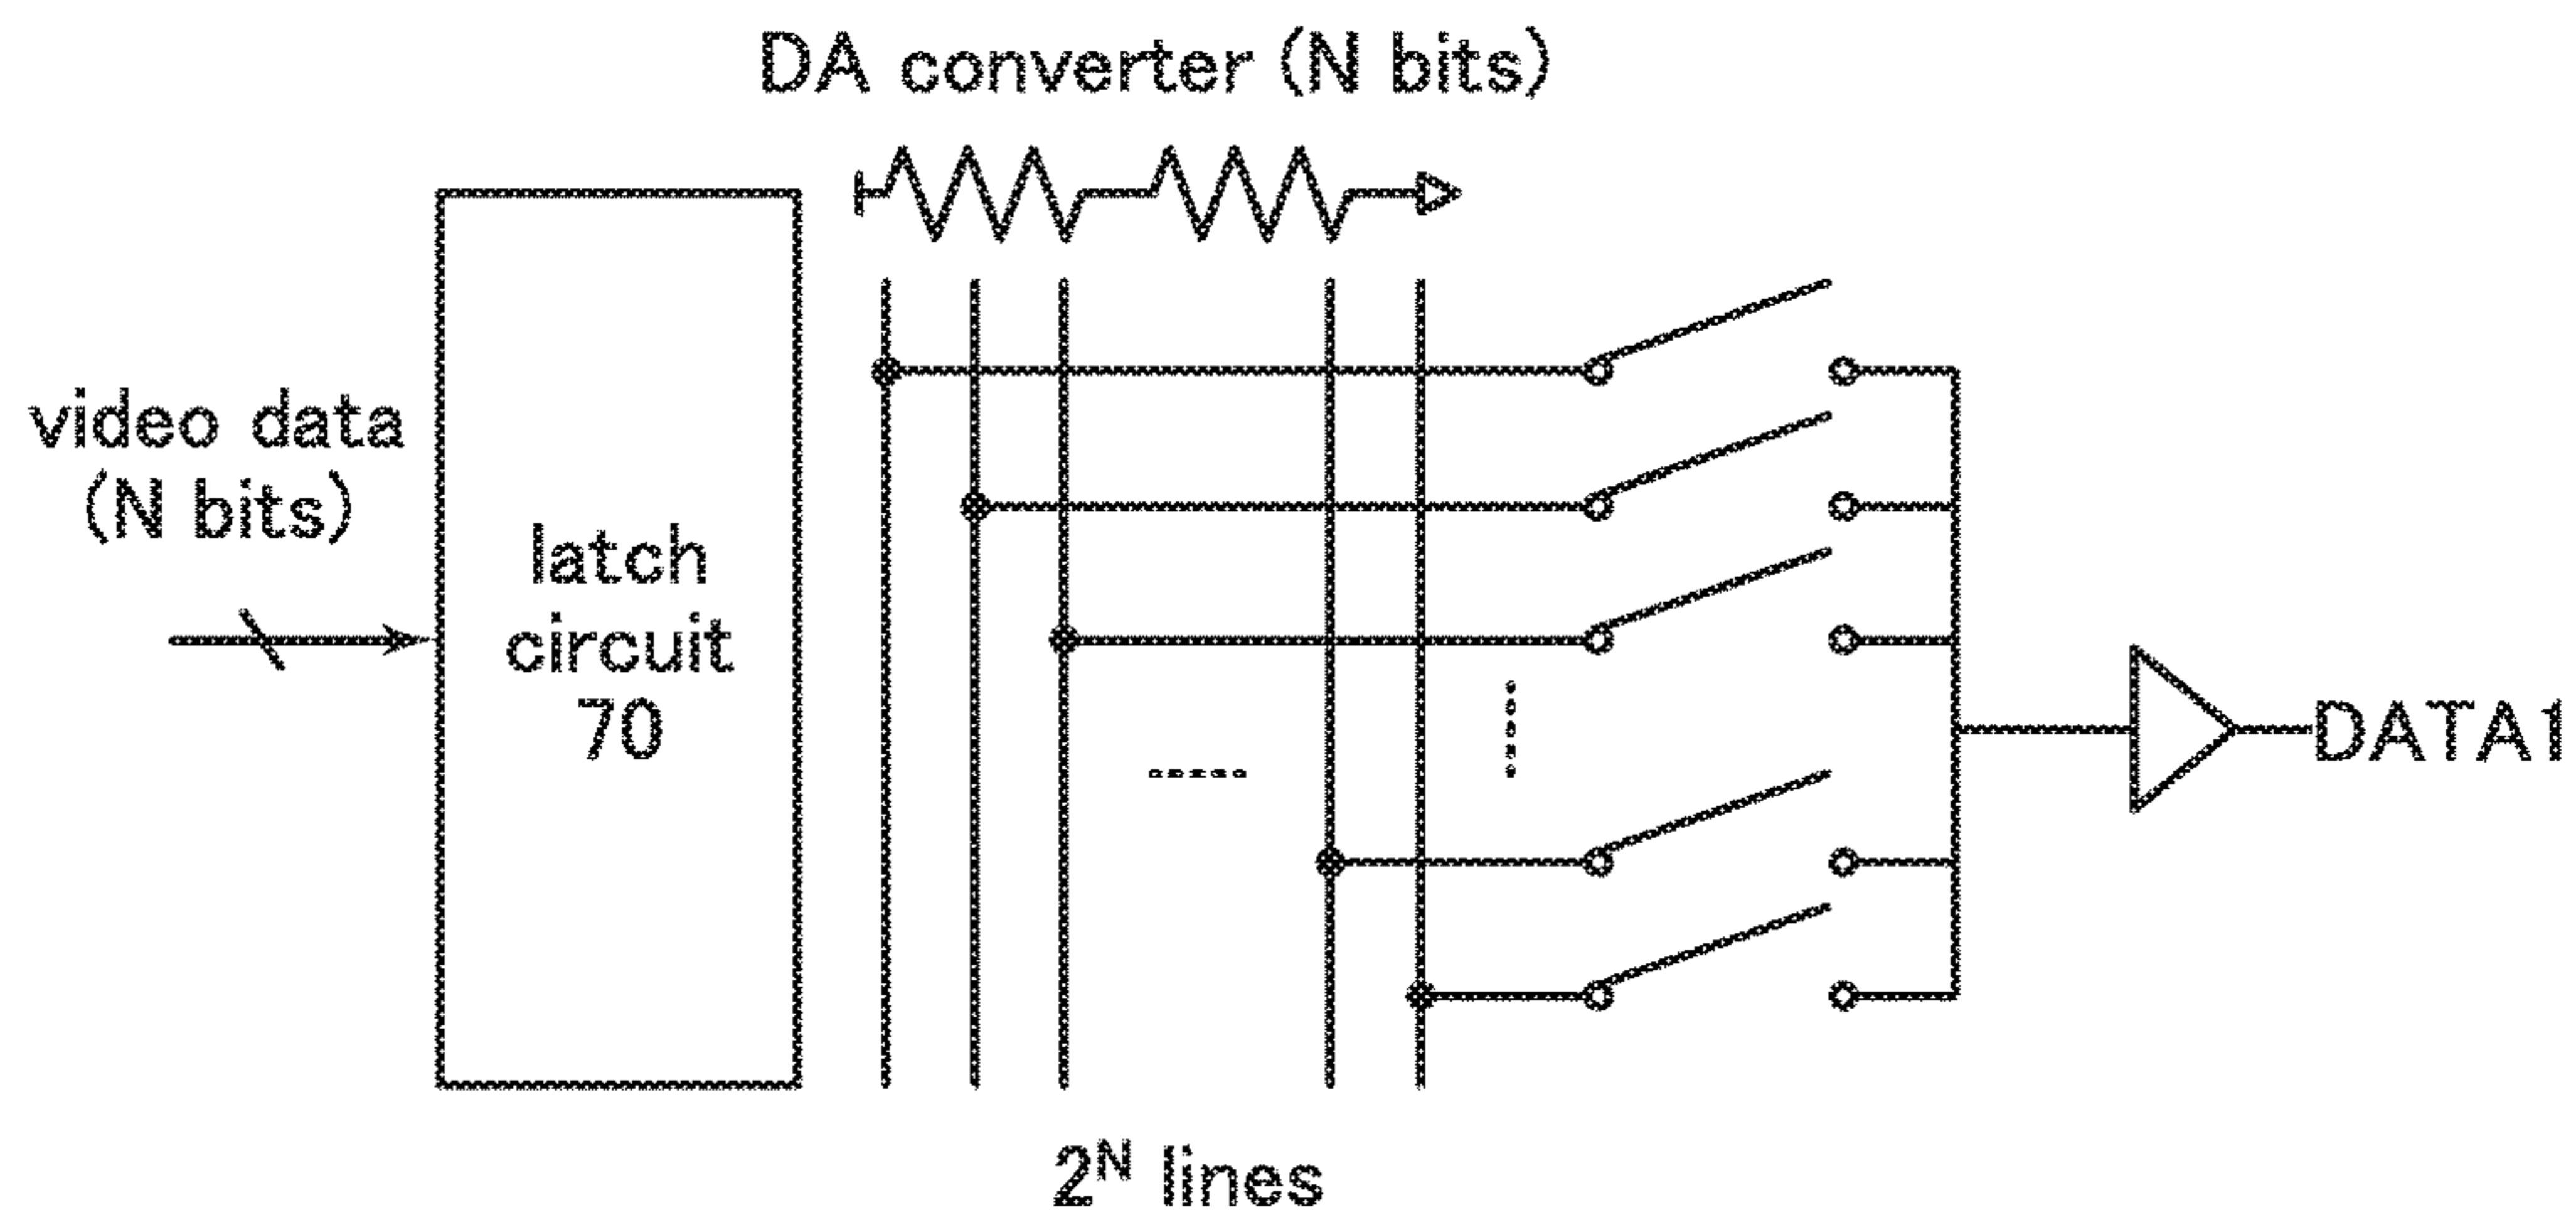 DA converter (N bits)
video data
(N bits)
latch
circuit
70
DATA1
2ᴺ lines